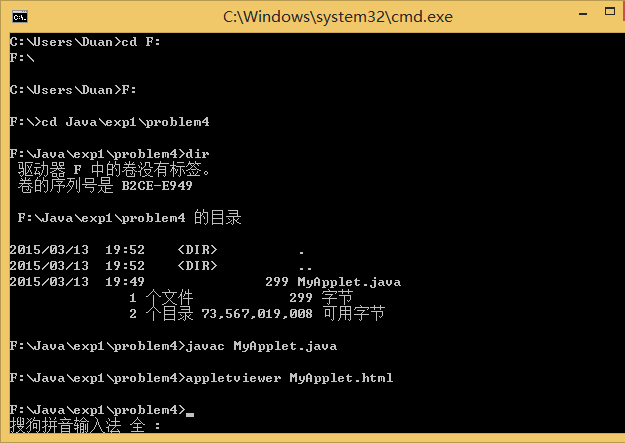 C:\Windows\system32\cmd.exe
C:\Users\Duan>cd F:
F:\
C:\Users\Duan>F:
F:\>cd Java\exp1\problem4
F:\Java\exp1\problem4>dir
驱动器 F 中的卷没有标签。
卷的序列号是 B2CE-E949
F:\Java\exp1\problem4 的目录
2015/03/13  19:52    <DIR>          .
2015/03/13  19:52    <DIR>          ..
2015/03/13  19:49               299 MyApplet.java
1 个文件            299 字节
2 个目录 73,567,019,008 可用字节
F:\Java\exp1\problem4>javac MyApplet.java
F:\Java\exp1\problem4>appletviewer MyApplet.html
F:\Java\exp1\problem4>
搜狗拼音输入法 全 :